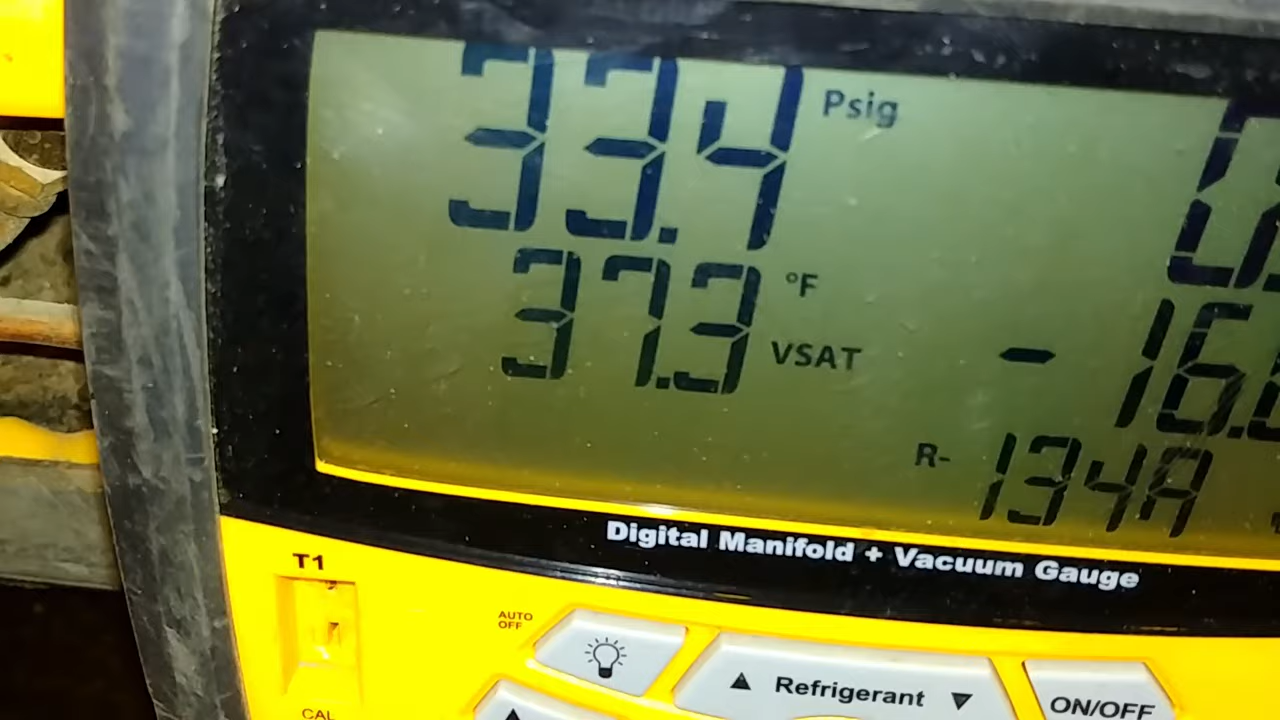 33.4 Psig
37.3 °F
VSAT
-16.
R-134A
Digital Manifold + Vacuum Gauge
T1
AUTO
OFF
▲ Refrigerant ▼
ON/OFF
CAL